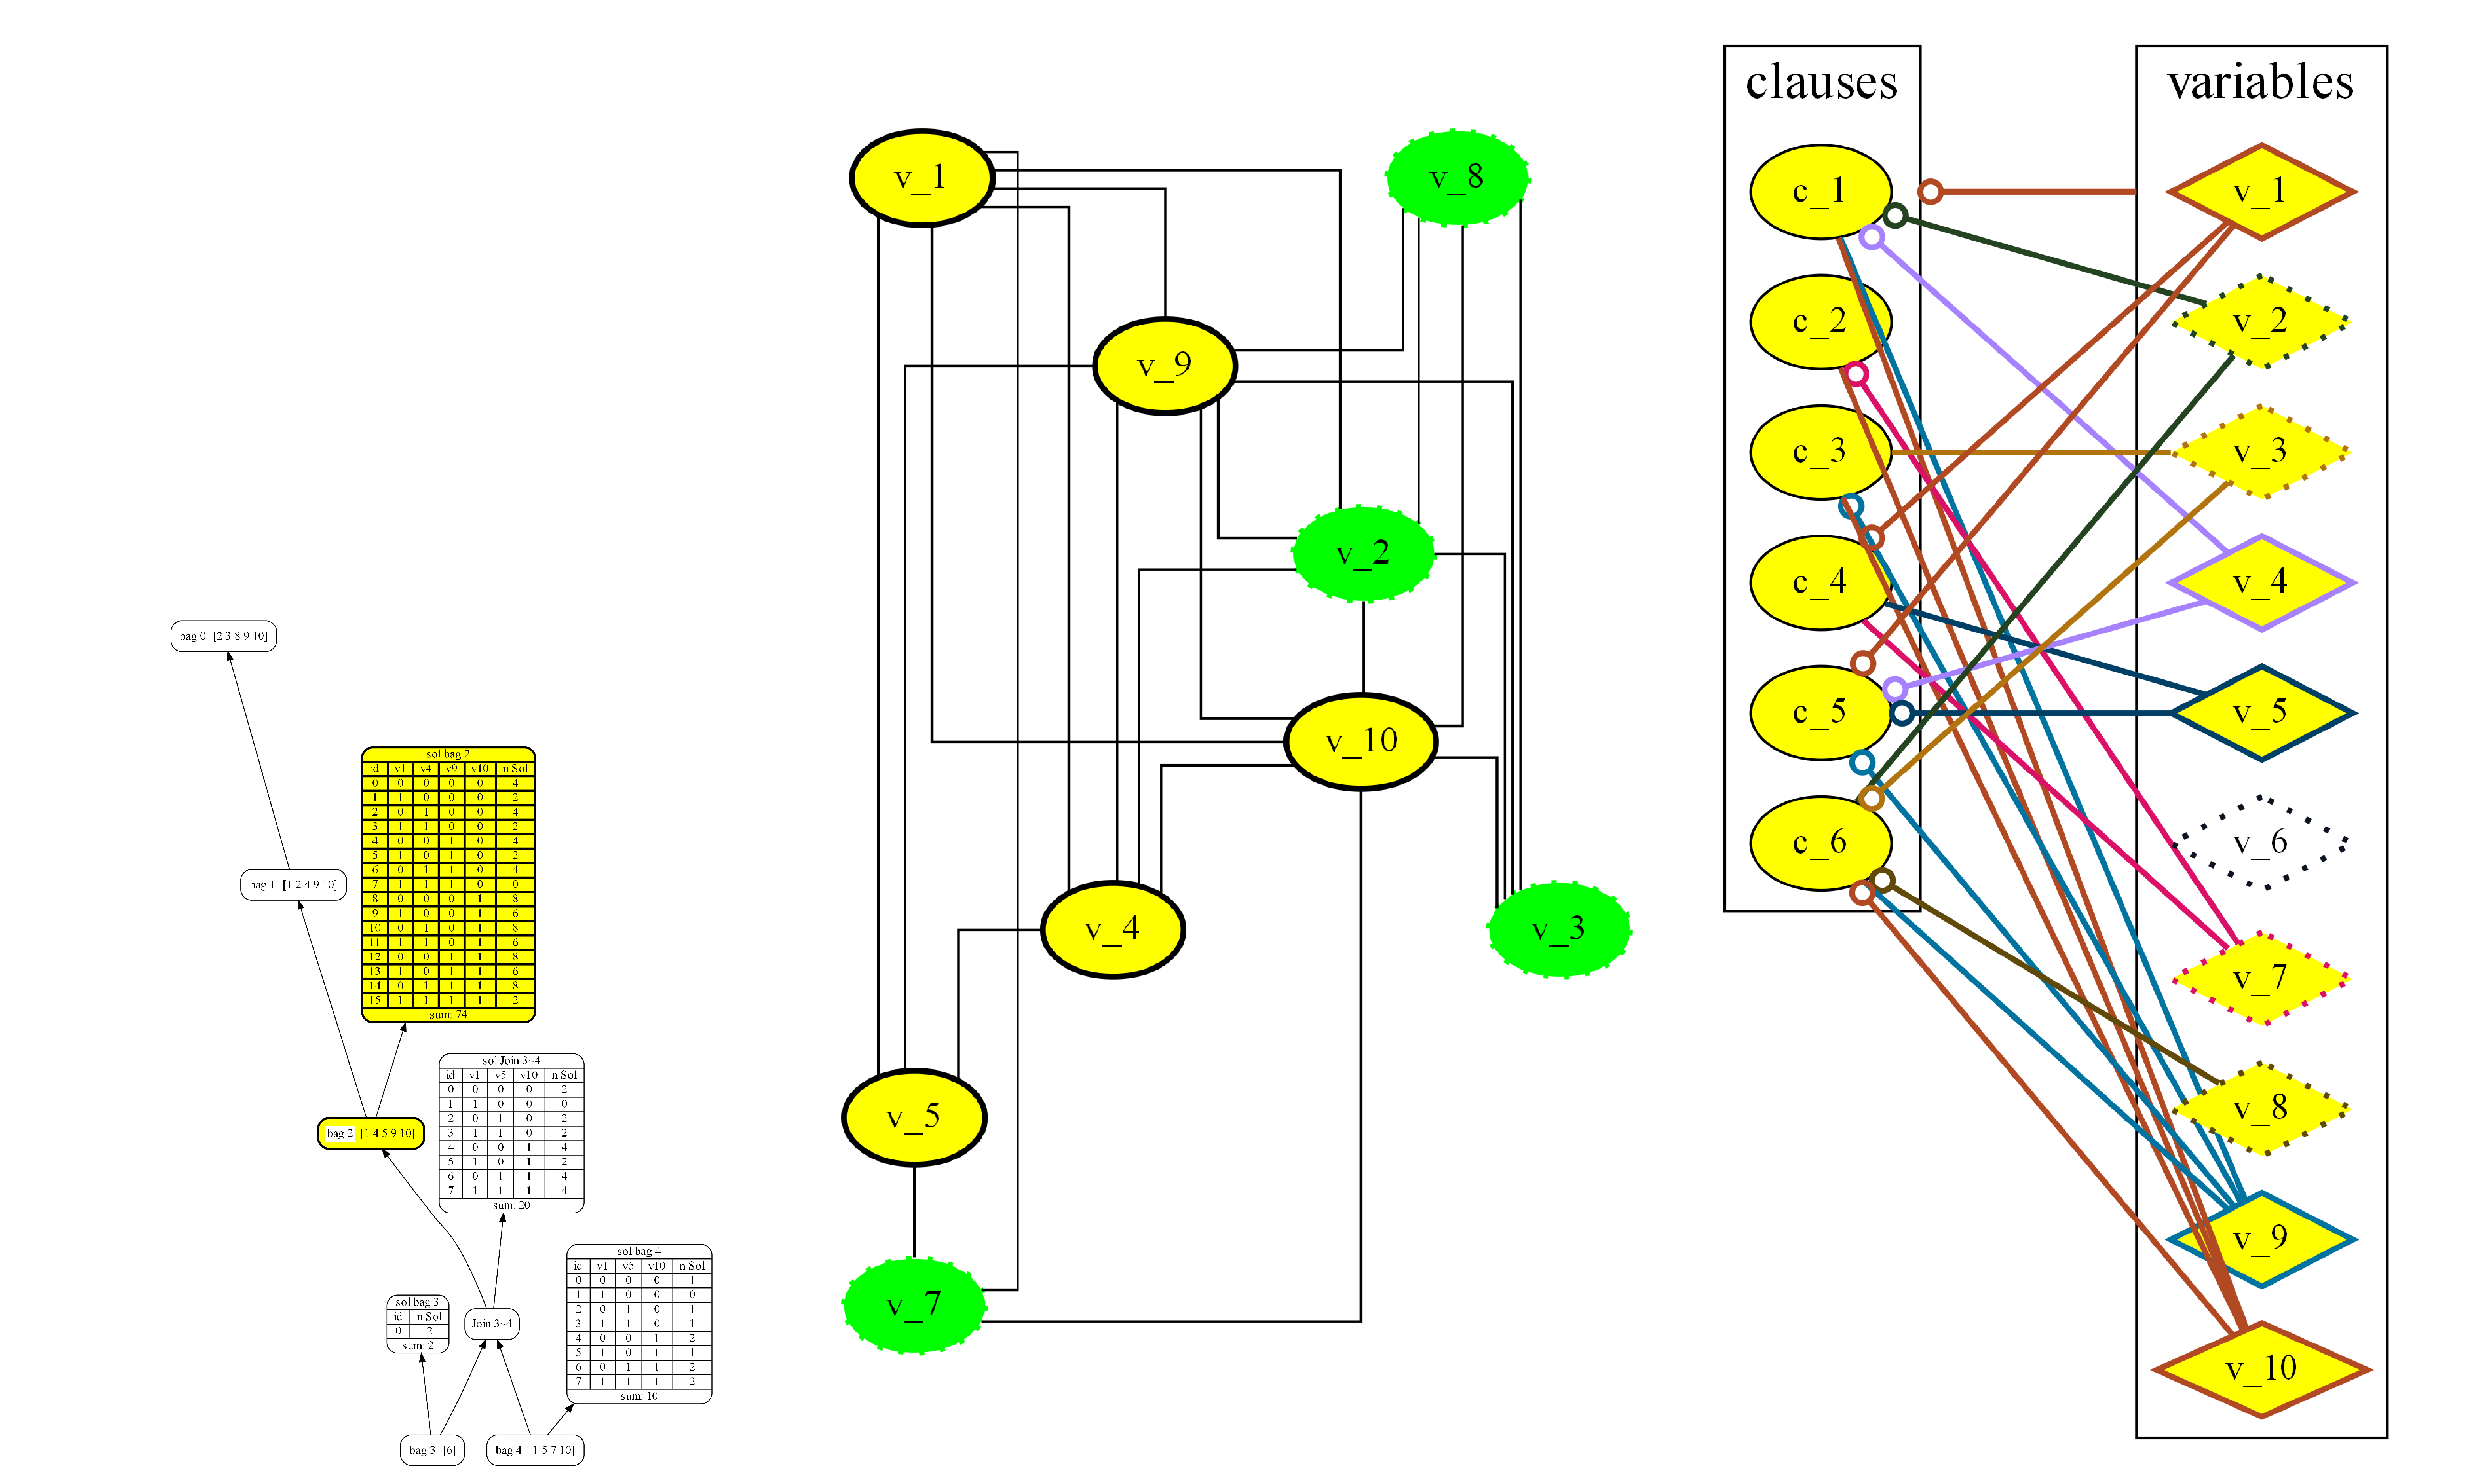 bag 0 [2 3 8 9 10]
bag 1 [1 2 4 9 10]
sol bag 2
id v1 v4 v9 v10 n Sol
0 0 0 0 0 4
1 1 0 0 0 2
2 0 1 0 0 4
3 1 1 0 0 2
4 0 0 1 0 4
5 1 0 1 0 2
6 0 1 1 0 4
7 1 1 1 0 0
8 0 0 0 1 8
9 1 0 0 1 6
10 0 1 0 1 8
11 1 1 0 1 6
12 0 0 1 1 8
13 1 0 1 1 6
14 0 1 1 1 8
15 1 1 1 1 2
sum: 74
bag 2 [1 4 5 9 10]
sol Join 3~4
id v1 v5 v10 n Sol
0 0 0 0 2
1 1 0 0 0
2 0 1 0 2
3 1 1 0 2
4 0 0 1 4
5 1 0 1 2
6 0 1 1 4
7 1 1 1 4
sum: 20
sol bag 4
id v1 v5 v10 n Sol
0 0 0 0 1
1 1 0 0 0
2 0 1 0 1
3 1 1 0 1
4 0 0 1 2
5 1 0 1 1
6 0 1 1 2
7 1 1 1 2
sum: 10
sol bag 3
id n Sol
0 2
sum: 2
Join 3~4
bag 3 [6]
bag 4 [1 5 7 10]
v_1
v_8
v_9
v_2
v_10
v_4
v_3
v_5
v_7
clauses
c_1
c_2
c_3
c_4
c_5
c_6
variables
v_1
v_2
v_3
v_4
v_5
v_6
v_7
v_8
v_9
v_10